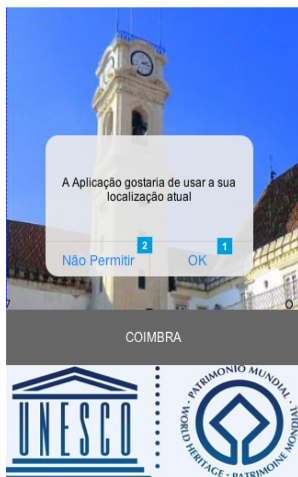 A Aplicação gostaria de usar a sua
localização atual
2
1
Não Permitir
OK
COIMBRA
UNESCO
PATRIMONIO MUNDIAL
WORLD HERITAGE
PATRIMOINE MONDIAL